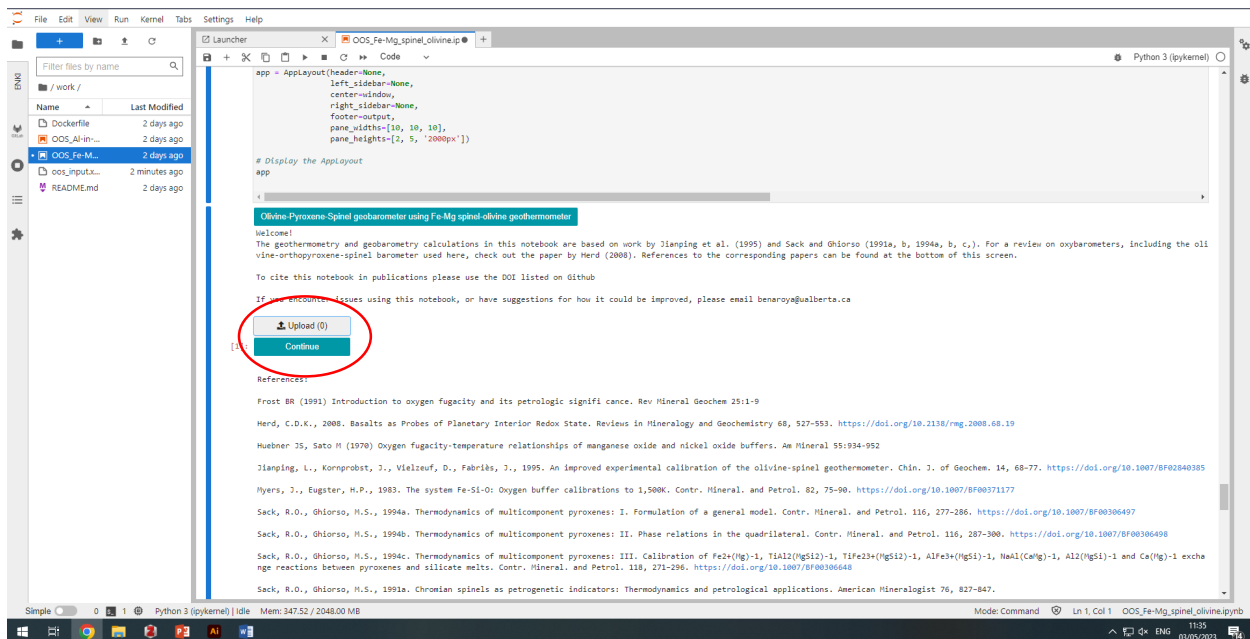 File Edit View Run Kernel Tabs Settings Help
Launcher
OOS_Fe-Mg_spinel_olivine.ip
Code
Python 3 (ipykernel)
Filter files by name
ENKI
/ work /
Name Last Modified
Dockerfile 2 days ago
OOS_Al-in-... 2 days ago
OOS_Fe-M... 2 days ago
oos_input.x... 2 minutes ago
README.md 2 days ago
app = AppLayout(header=None,
left_sidebar=None,
center=window,
right_sidebar=None,
footer=output,
pane_widths=[10, 10, 10],
pane_heights=[2, 5, '2000px'])
# Display the AppLayout
app
Olivine-Pyroxene-Spinel geobarometer using Fe-Mg spinel-olivine geothermometer
Welcome!
The geothermometry and geobarometry calculations in this notebook are based on work by Jianping et al. (1995) and Sack and Ghiorso (1991a, b, 1994a, b, c,). For a review on oxybarometers, including the oli
vine-orthopyroxene-spinel barometer used here, check out the paper by Herd (2008). References to the corresponding papers can be found at the bottom of this screen.
To cite this notebook in publications please use the DOI listed on Github
If you encounter issues using this notebook, or have suggestions for how it could be improved, please email benaroya@ualberta.ca
Upload (0)
[1]:
Continue
References:
Frost BR (1991) Introduction to oxygen fugacity and its petrologic signifi cance. Rev Mineral Geochem 25:1-9
Herd, C.D.K., 2008. Basalts as Probes of Planetary Interior Redox State. Reviews in Mineralogy and Geochemistry 68, 527-553. https://doi.org/10.2138/rmg.2008.68.19
Huebner JS, Sato M (1970) Oxygen fugacity-temperature relationships of manganese oxide and nickel oxide buffers. Am Mineral 55:934-952
Jianping, L., Kornprobst, J., Vielzeuf, D., Fabriès, J., 1995. An improved experimental calibration of the olivine-spinel geothermometer. Chin. J. of Geochem. 14, 68-77. https://doi.org/10.1007/BF02840385
Myers, J., Eugster, H.P., 1983. The system Fe-Si-O: Oxygen buffer calibrations to 1,500K. Contr. Mineral. and Petrol. 82, 75-90. https://doi.org/10.1007/BF00371177
Sack, R.O., Ghiorso, M.S., 1994a. Thermodynamics of multicomponent pyroxenes: I. Formulation of a general model. Contr. Mineral. and Petrol. 116, 277-286. https://doi.org/10.1007/BF00306497
Sack, R.O., Ghiorso, M.S., 1994b. Thermodynamics of multicomponent pyroxenes: II. Phase relations in the quadrilateral. Contr. Mineral. and Petrol. 116, 287-300. https://doi.org/10.1007/BF00306498
Sack, R.O., Ghiorso, M.S., 1994c. Thermodynamics of multicomponent pyroxenes: III. Calibration of Fe2+(Mg)-1, TiAl2(MgSi2)-1, TiFe23+(MgSi2)-1, AlFe3+(MgSi)-1, NaAl(CaMg)-1, Al2(MgSi)-1 and Ca(Mg)-1 excha
nge reactions between pyroxenes and silicate melts. Contr. Mineral. and Petrol. 118, 271-296. https://doi.org/10.1007/BF00306648
Sack, R.O., Ghiorso, M.S., 1991a. Chromian spinels as petrogenetic indicators: Thermodynamics and petrological applications. American Mineralogist 76, 827-847.
Simple 0 1 Python 3 (ipykernel) | Idle Mem: 347.52 / 2048.00 MB
Mode: Command Ln 1, Col 1 OOS_Fe-Mg_spinel_olivine.ipynb
ENG 11:35
03/05/2023